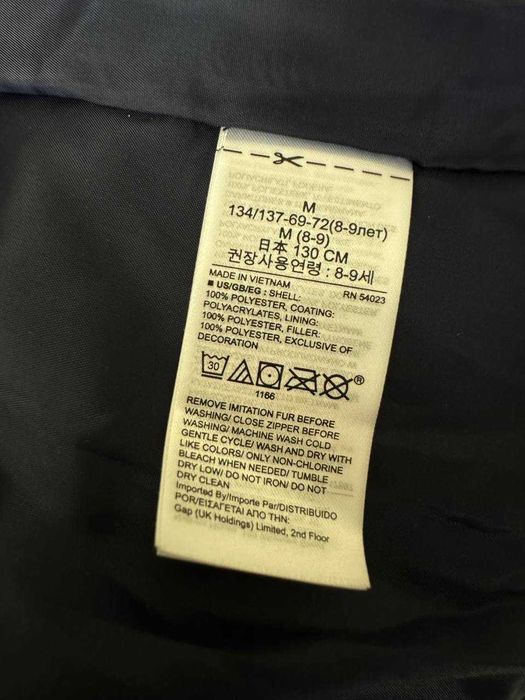 M
134/137-69-72(8-9лет)
M (8-9)
日本 130 CM
권장사용연령 : 8-9세
MADE IN VIETNAM RN 54023
■ US/GB/EG : SHELL:
100% POLYESTER, COATING:
POLYACRYLATES, LINING:
100% POLYESTER, FILLER:
100% POLYESTER, EXCLUSIVE OF
DECORATION
30 ®
1166
REMOVE IMITATION FUR BEFORE
WASHING/ CLOSE ZIPPER BEFORE
WASHING/ MACHINE WASH COLD
GENTLE CYCLE/ WASH AND DRY WITH
LIKE COLORS/ ONLY NON-CHLORINE
BLEACH WHEN NEEDED/ TUMBLE
DRY LOW/ DO NOT IRON/ DO NOT
DRY CLEAN
Imported By/Importe Par/DISTRIBUIDO
POR/ΕΙΣΑΓΕΤΑΙ ΑΠΟ ΤΗΝ:
Gap (UK Holdings) Limited, 2nd Floor